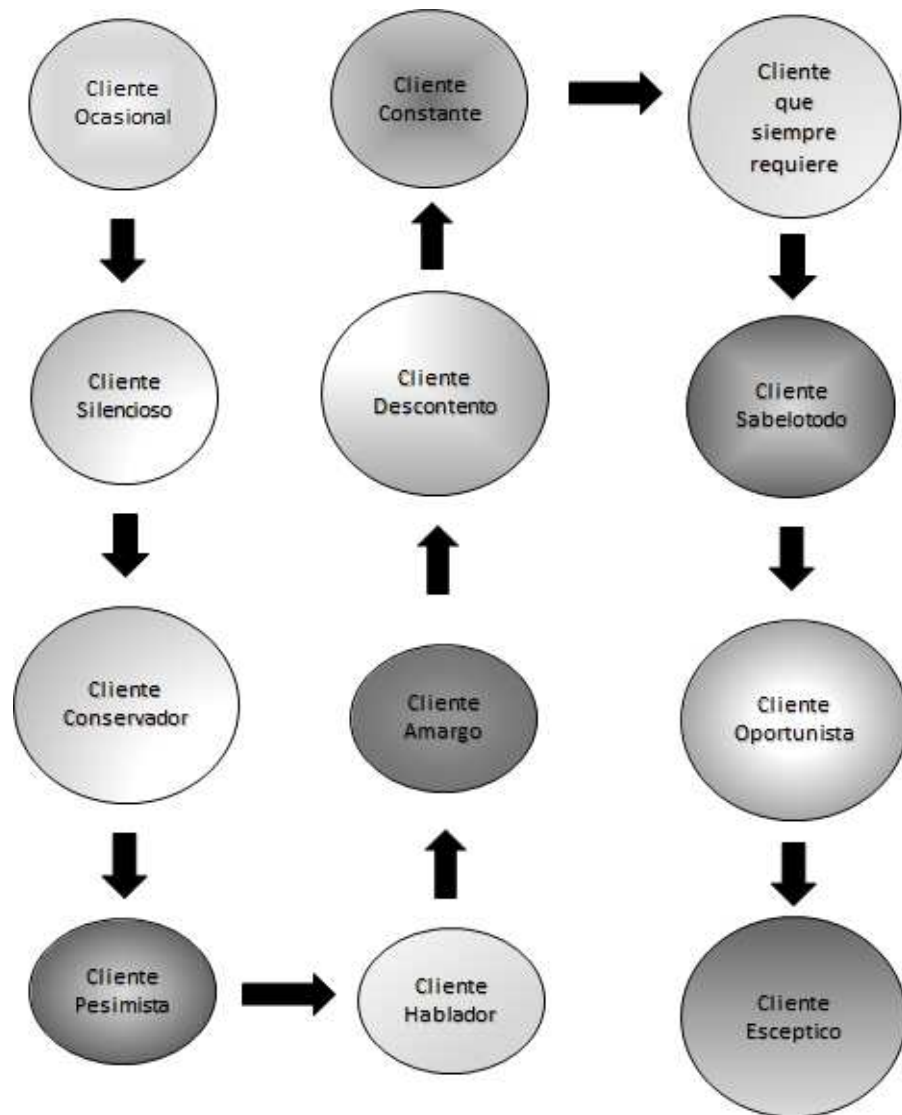 Cliente
Ocasional
Cliente
Silencioso
Cliente
Conservador
Cliente
Pesimista
Cliente
Hablador
Cliente
Amargo
Cliente
Descontento
Cliente
Constante
Cliente
que
siempre
requiere
Cliente
Sabelotodo
Cliente
Oportunista
Cliente
Esceptico